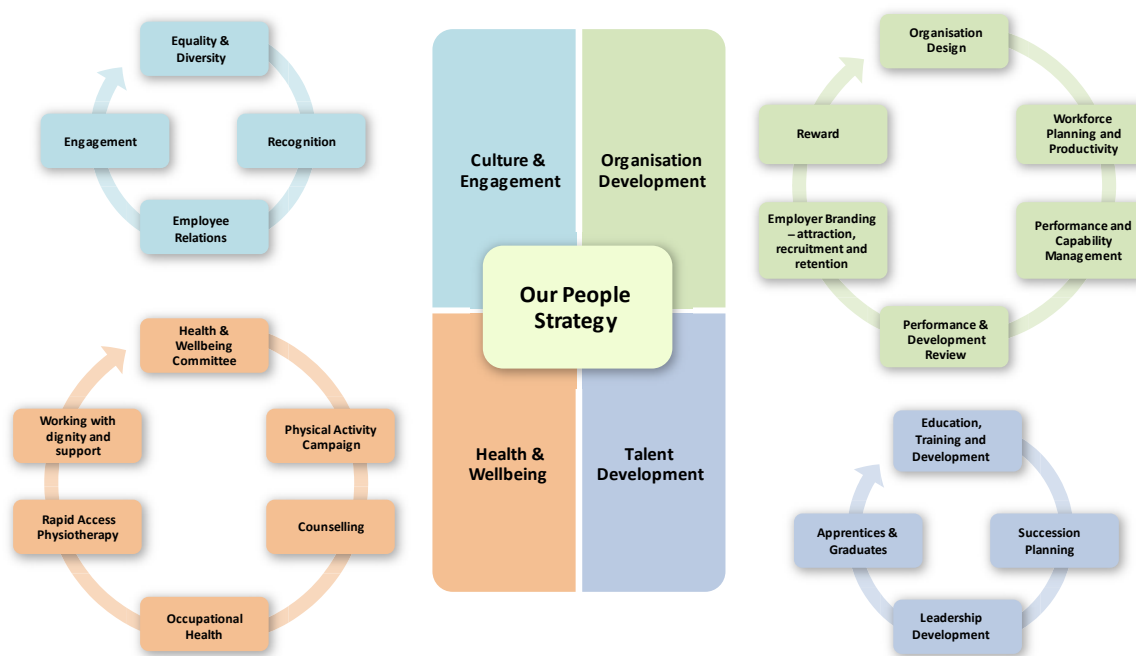 Equality &
Diversity
Recognition
Employee
Relations
Engagement
Culture &
Engagement
Organisation
Development
Our People
Strategy
Health &
Wellbeing
Talent
Development
Organisation
Design
Workforce
Planning and
Productivity
Performance and
Capability
Management
Performance &
Development
Review
Employer Branding
– attraction,
recruitment and
retention
Reward
Health &
Wellbeing
Committee
Physical Activity
Campaign
Counselling
Occupational
Health
Rapid Access
Physiotherapy
Working with
dignity and
support
Education,
Training and
Development
Succession
Planning
Leadership
Development
Apprentices &
Graduates